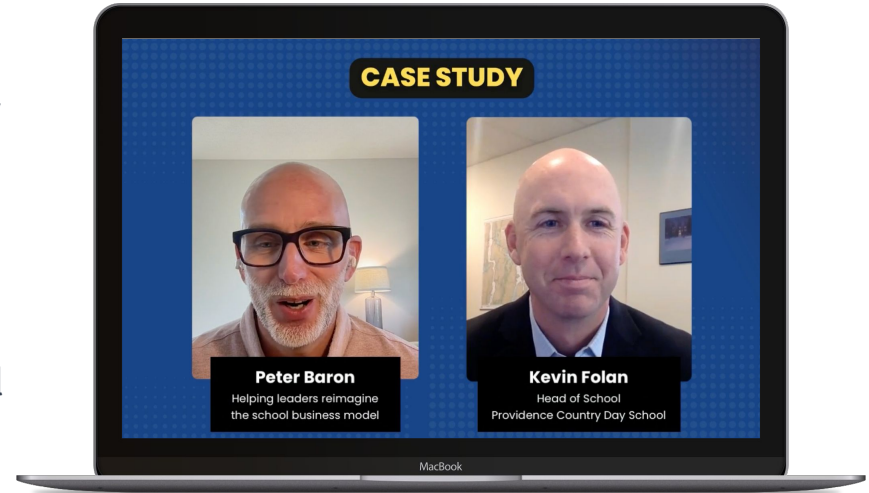 CASE STUDY
Peter Baron
Helping leaders reimagine
the school business model
Kevin Folan
Head of School
Providence Country Day School
MacBook